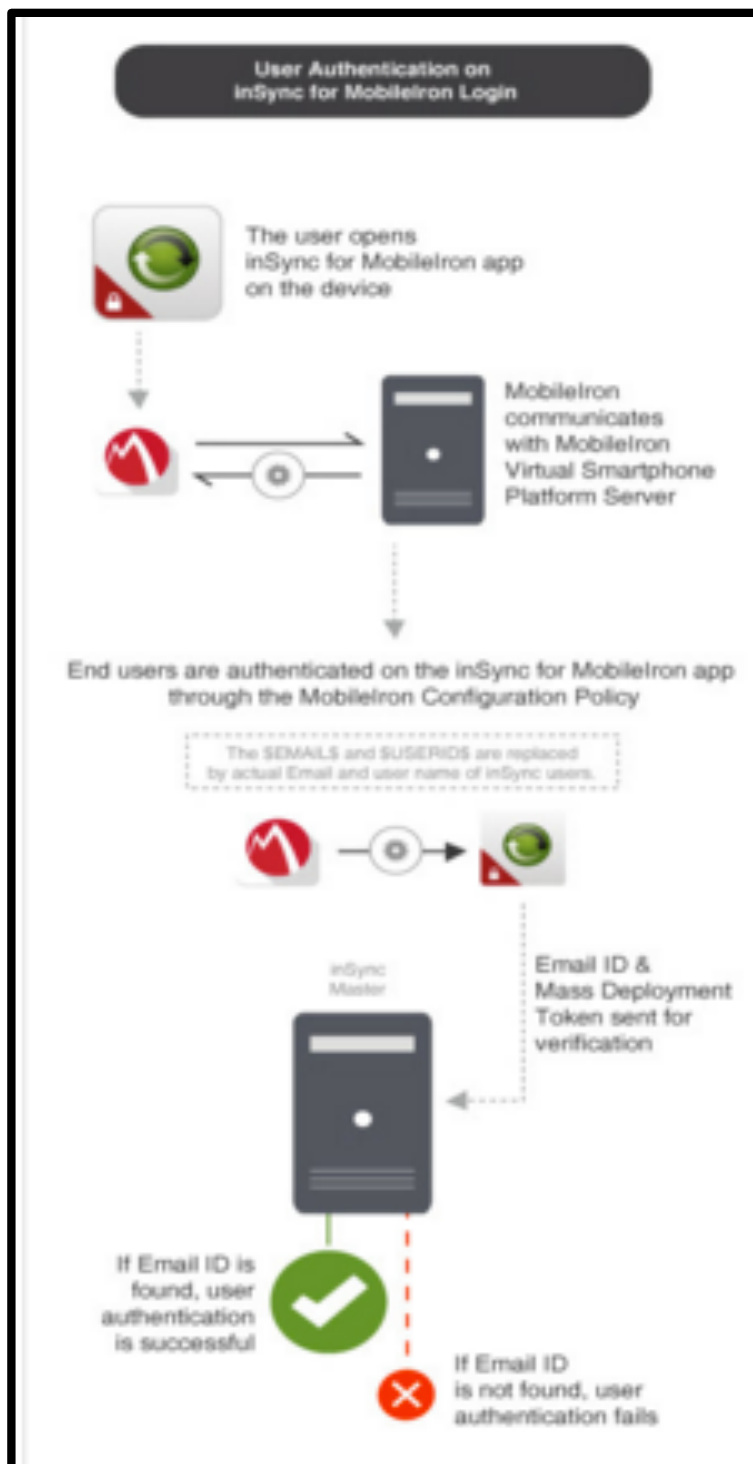 User Authentication on
inSync for MobileIron Login
The user opens
inSync for MobileIron app
on the device
MobileIron
communicates
with MobileIron
Virtual Smartphone
Platform Server
End users are authenticated on the inSync for MobileIron app
through the MobileIron Configuration Policy
The $EMAIL$ and $USERID$ are replaced
by actual Email and user name of inSync users.
inSync
Master
Email ID &
Mass Deployment
Token sent for
verification
If Email ID is
found, user
authentication
is successful
If Email ID
is not found, user
authentication fails